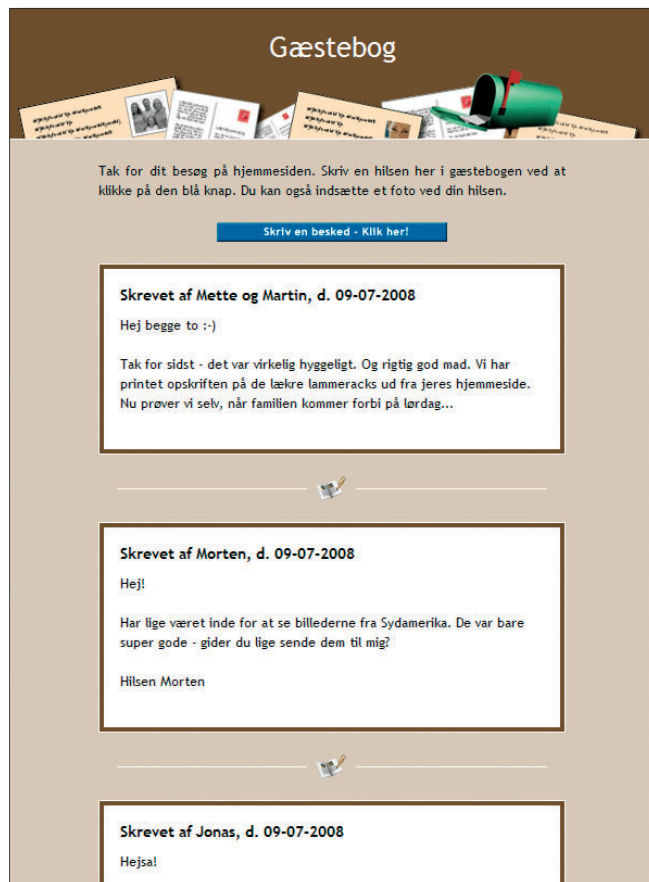 Gæstebog
Tak for dit besøg på hjemmesiden. Skriv en hilsen her i gæstebogen ved at
klikke på den blå knap. Du kan også indsætte et foto ved din hilsen.
Skriv en besked - Klik her!
Skrevet af Mette og Martin, d. 09-07-2008
Hej begge to :-)
Tak for sidst - det var virkelig hyggeligt. Og rigtig god mad. Vi har
printet opskriften på de lækre lammeracks ud fra jeres hjemmeside.
Nu prøver vi selv, når familien kommer forbi på lørdag...
Skrevet af Morten, d. 09-07-2008
Hej!
Har lige været inde for at se billederne fra Sydamerika. De var bare
super gode - gider du lige sende dem til mig?
Hilsen Morten
Skrevet af Jonas, d. 09-07-2008
Hejsa!